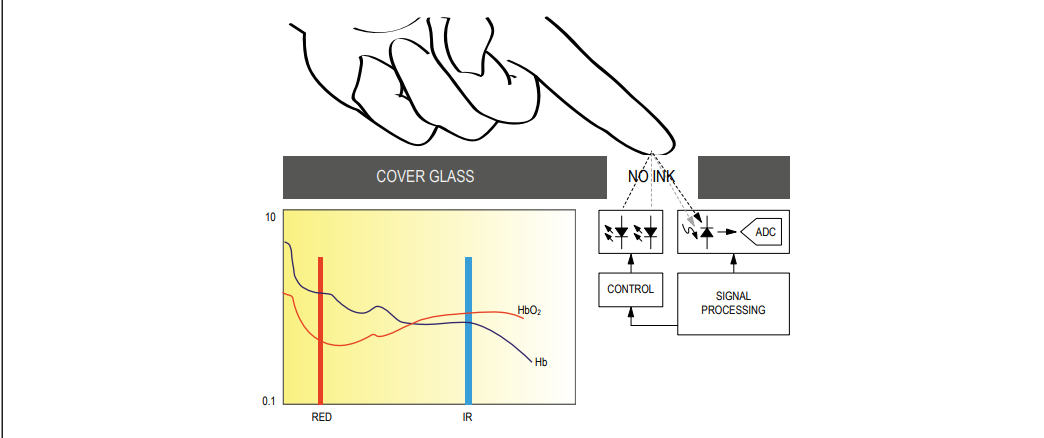 COVER GLASS
NO INK
10
ADC
CONTROL
SIGNAL
PROCESSING
HbO₂
Hb
0.1
RED
IR